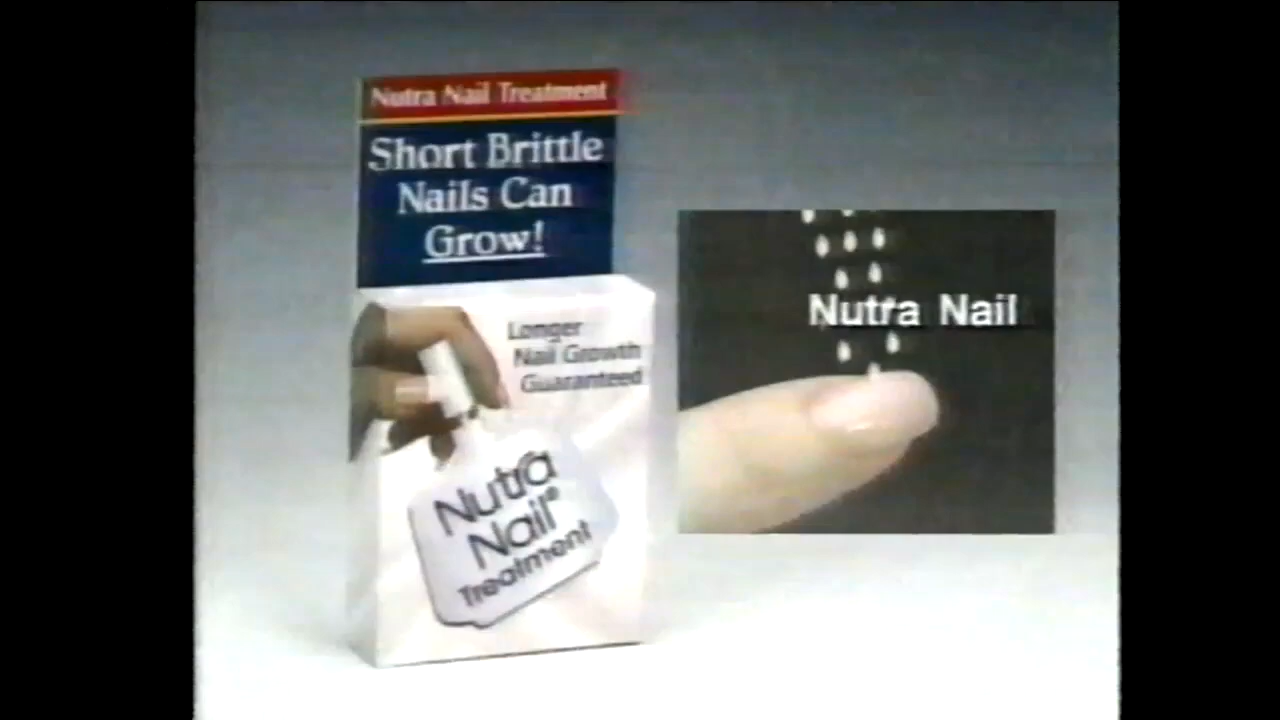 Nutra Nail Treatment
Short Brittle
Nails Can
Grow!
Longer
Nail Growth
Guaranteed
Nutra
Nail®
Treatment
Nutra Nail